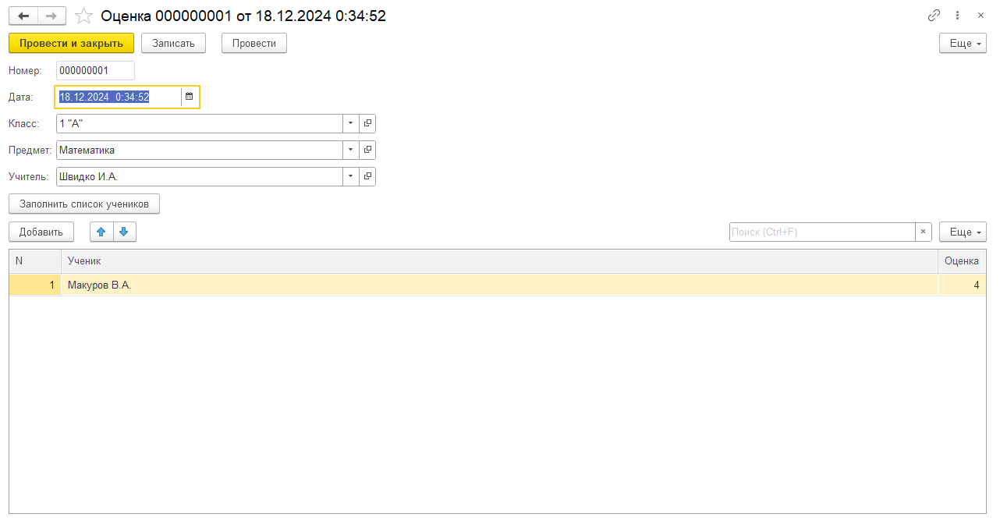 Оценка 000000001 от 18.12.2024 0:34:52
Провести и закрыть Записать Провести Еще
Номер: 000000001
Дата: 18.12.2024 0:34:52
Класс: 1 "А"
Предмет: Математика
Учитель: Швидко И.А.
Заполнить список учеников
Добавить Поиск (Ctrl+F) × Еще
N Ученик Оценка
1 Макуров В.А. 4